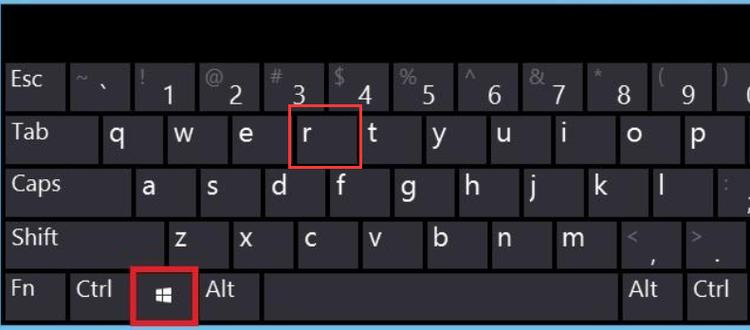 Esc ~ ` ! 1 @ 2 # 3 $ 4 % 5 ^ 6 & 7 * 8 ( 9 )
Tab q w e r t y u i o p
Caps a s d f g h j k l : ;
Shift z x c v b n m < , > .
Fn Ctrl Alt Alt Ctrl